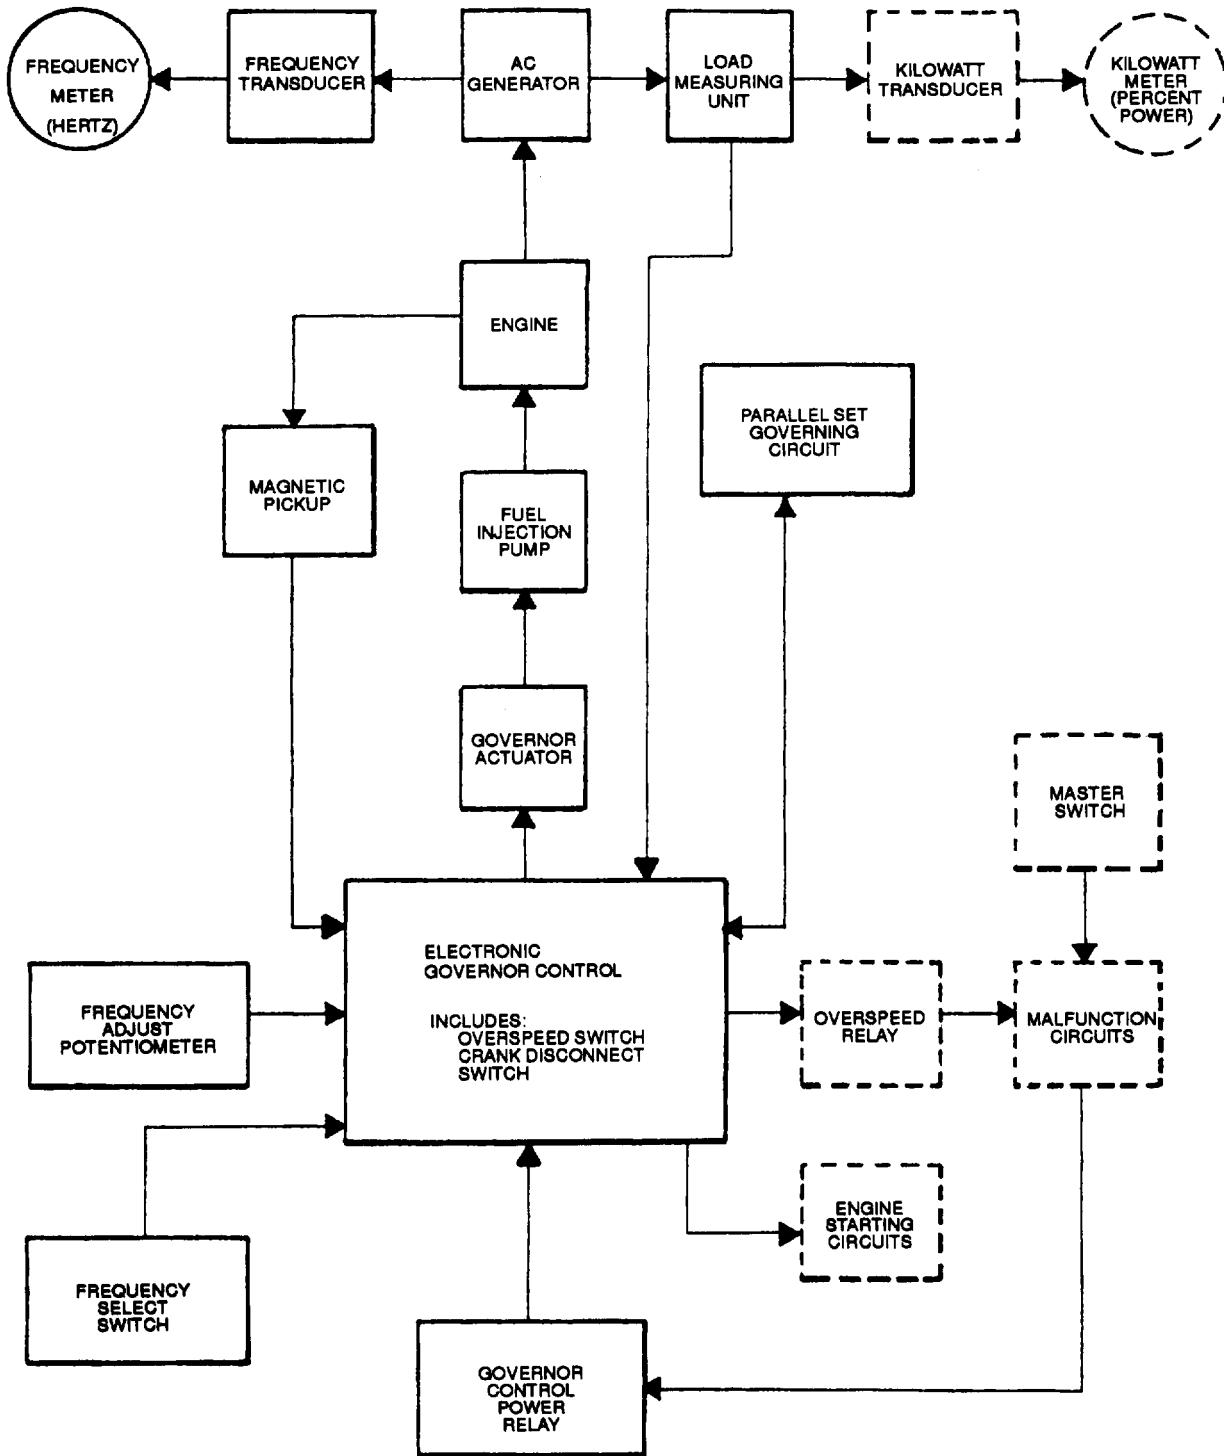 FREQUENCY
METER
(HERTZ)
FREQUENCY
TRANSDUCER
AC
GENERATOR
LOAD
MEASURING
UNIT
KILOWATT
TRANSDUCER
KILOWATT
METER
(PERCENT
POWER)
ENGINE
PARALLEL SET
GOVERNING
CIRCUIT
MAGNETIC
PICKUP
FUEL
INJECTION
PUMP
GOVERNOR
ACTUATOR
MASTER
SWITCH
ELECTRONIC
GOVERNOR CONTROL
INCLUDES:
OVERSPEED SWITCH
CRANK DISCONNECT
SWITCH
FREQUENCY
ADJUST
POTENTIOMETER
OVERSPEED
RELAY
MALFUNCTION
CIRCUITS
ENGINE
STARTING
CIRCUITS
FREQUENCY
SELECT
SWITCH
GOVERNOR
CONTROL
POWER
RELAY